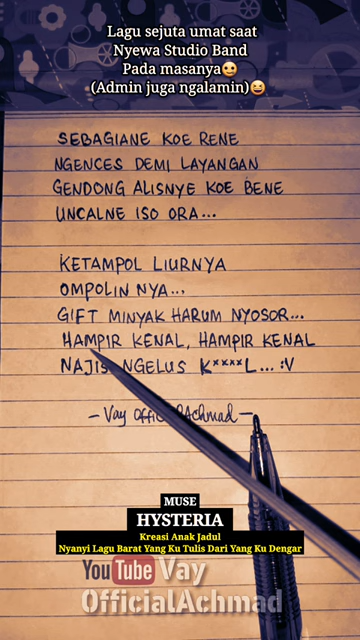 Lagu sejuta umat saat
Nyewa Studio Band
Pada masanya🙂
(Admin juga ngalamin)😆
SEBAGIANE KOE RENE
NGENCES DEMI LAYANGAN
GENDONG ALISNYE KOE BENE
UNCALNE ISO ORA...
KETAMPOL LIURNYA
OMPOLIN NYA...
GIFT MINYAK HARUM NYOSOR...
HAMPIR KENAL, HAMPIR KENAL
NAJIS NGELUS K****L... :V
- Vay OfficialAchmad -
MUSE
HYSTERIA
Kreasi Anak Jadul
Nyanyi Lagu Barat Yang Ku Tulis Dari Yang Ku Dengar
YouTube Vay
OfficialAchmad